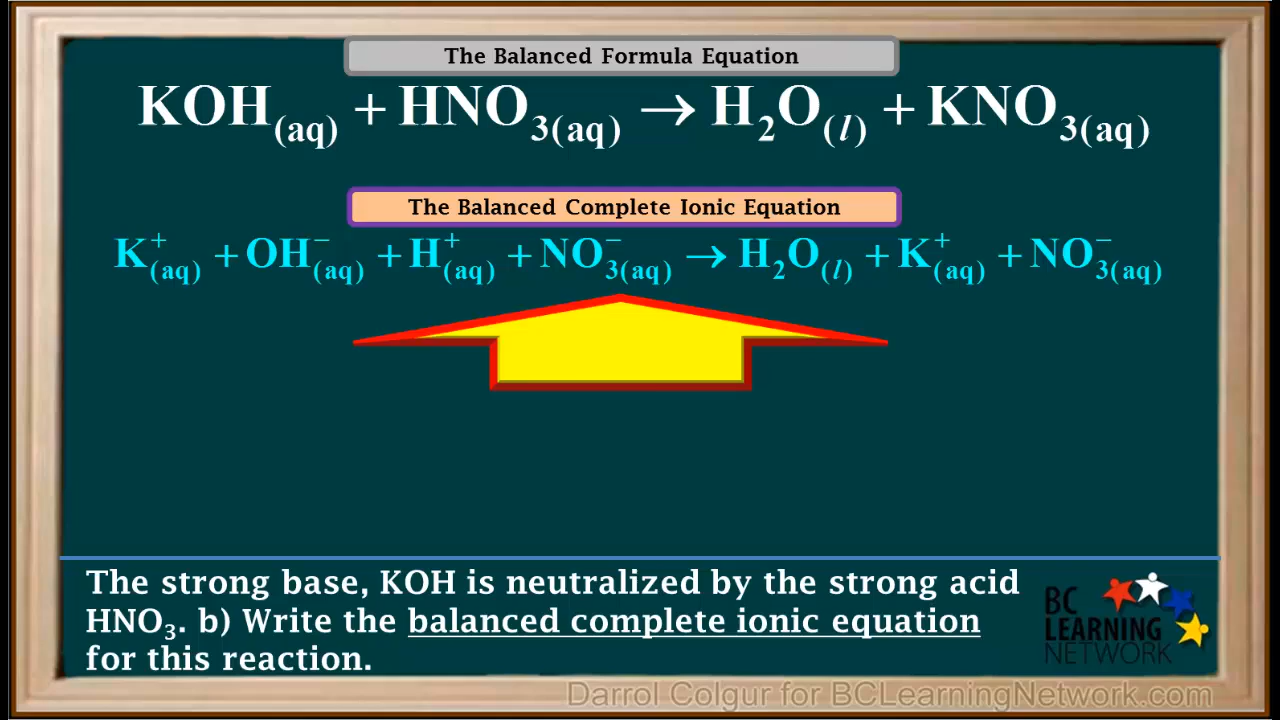 The Balanced Formula Equation
KOH(aq) + HNO₃(aq) → H₂O(l) + KNO₃(aq)
The Balanced Complete Ionic Equation
K⁺(aq) + OH⁻(aq) + H⁺(aq) + NO₃⁻(aq) → H₂O(l) + K⁺(aq) + NO₃⁻(aq)
The strong base, KOH is neutralized by the strong acid
HNO₃. b) Write the balanced complete ionic equation
for this reaction.
BC
LEARNING
NETWORK
Darrol Colgur for BCLearningNetwork.com